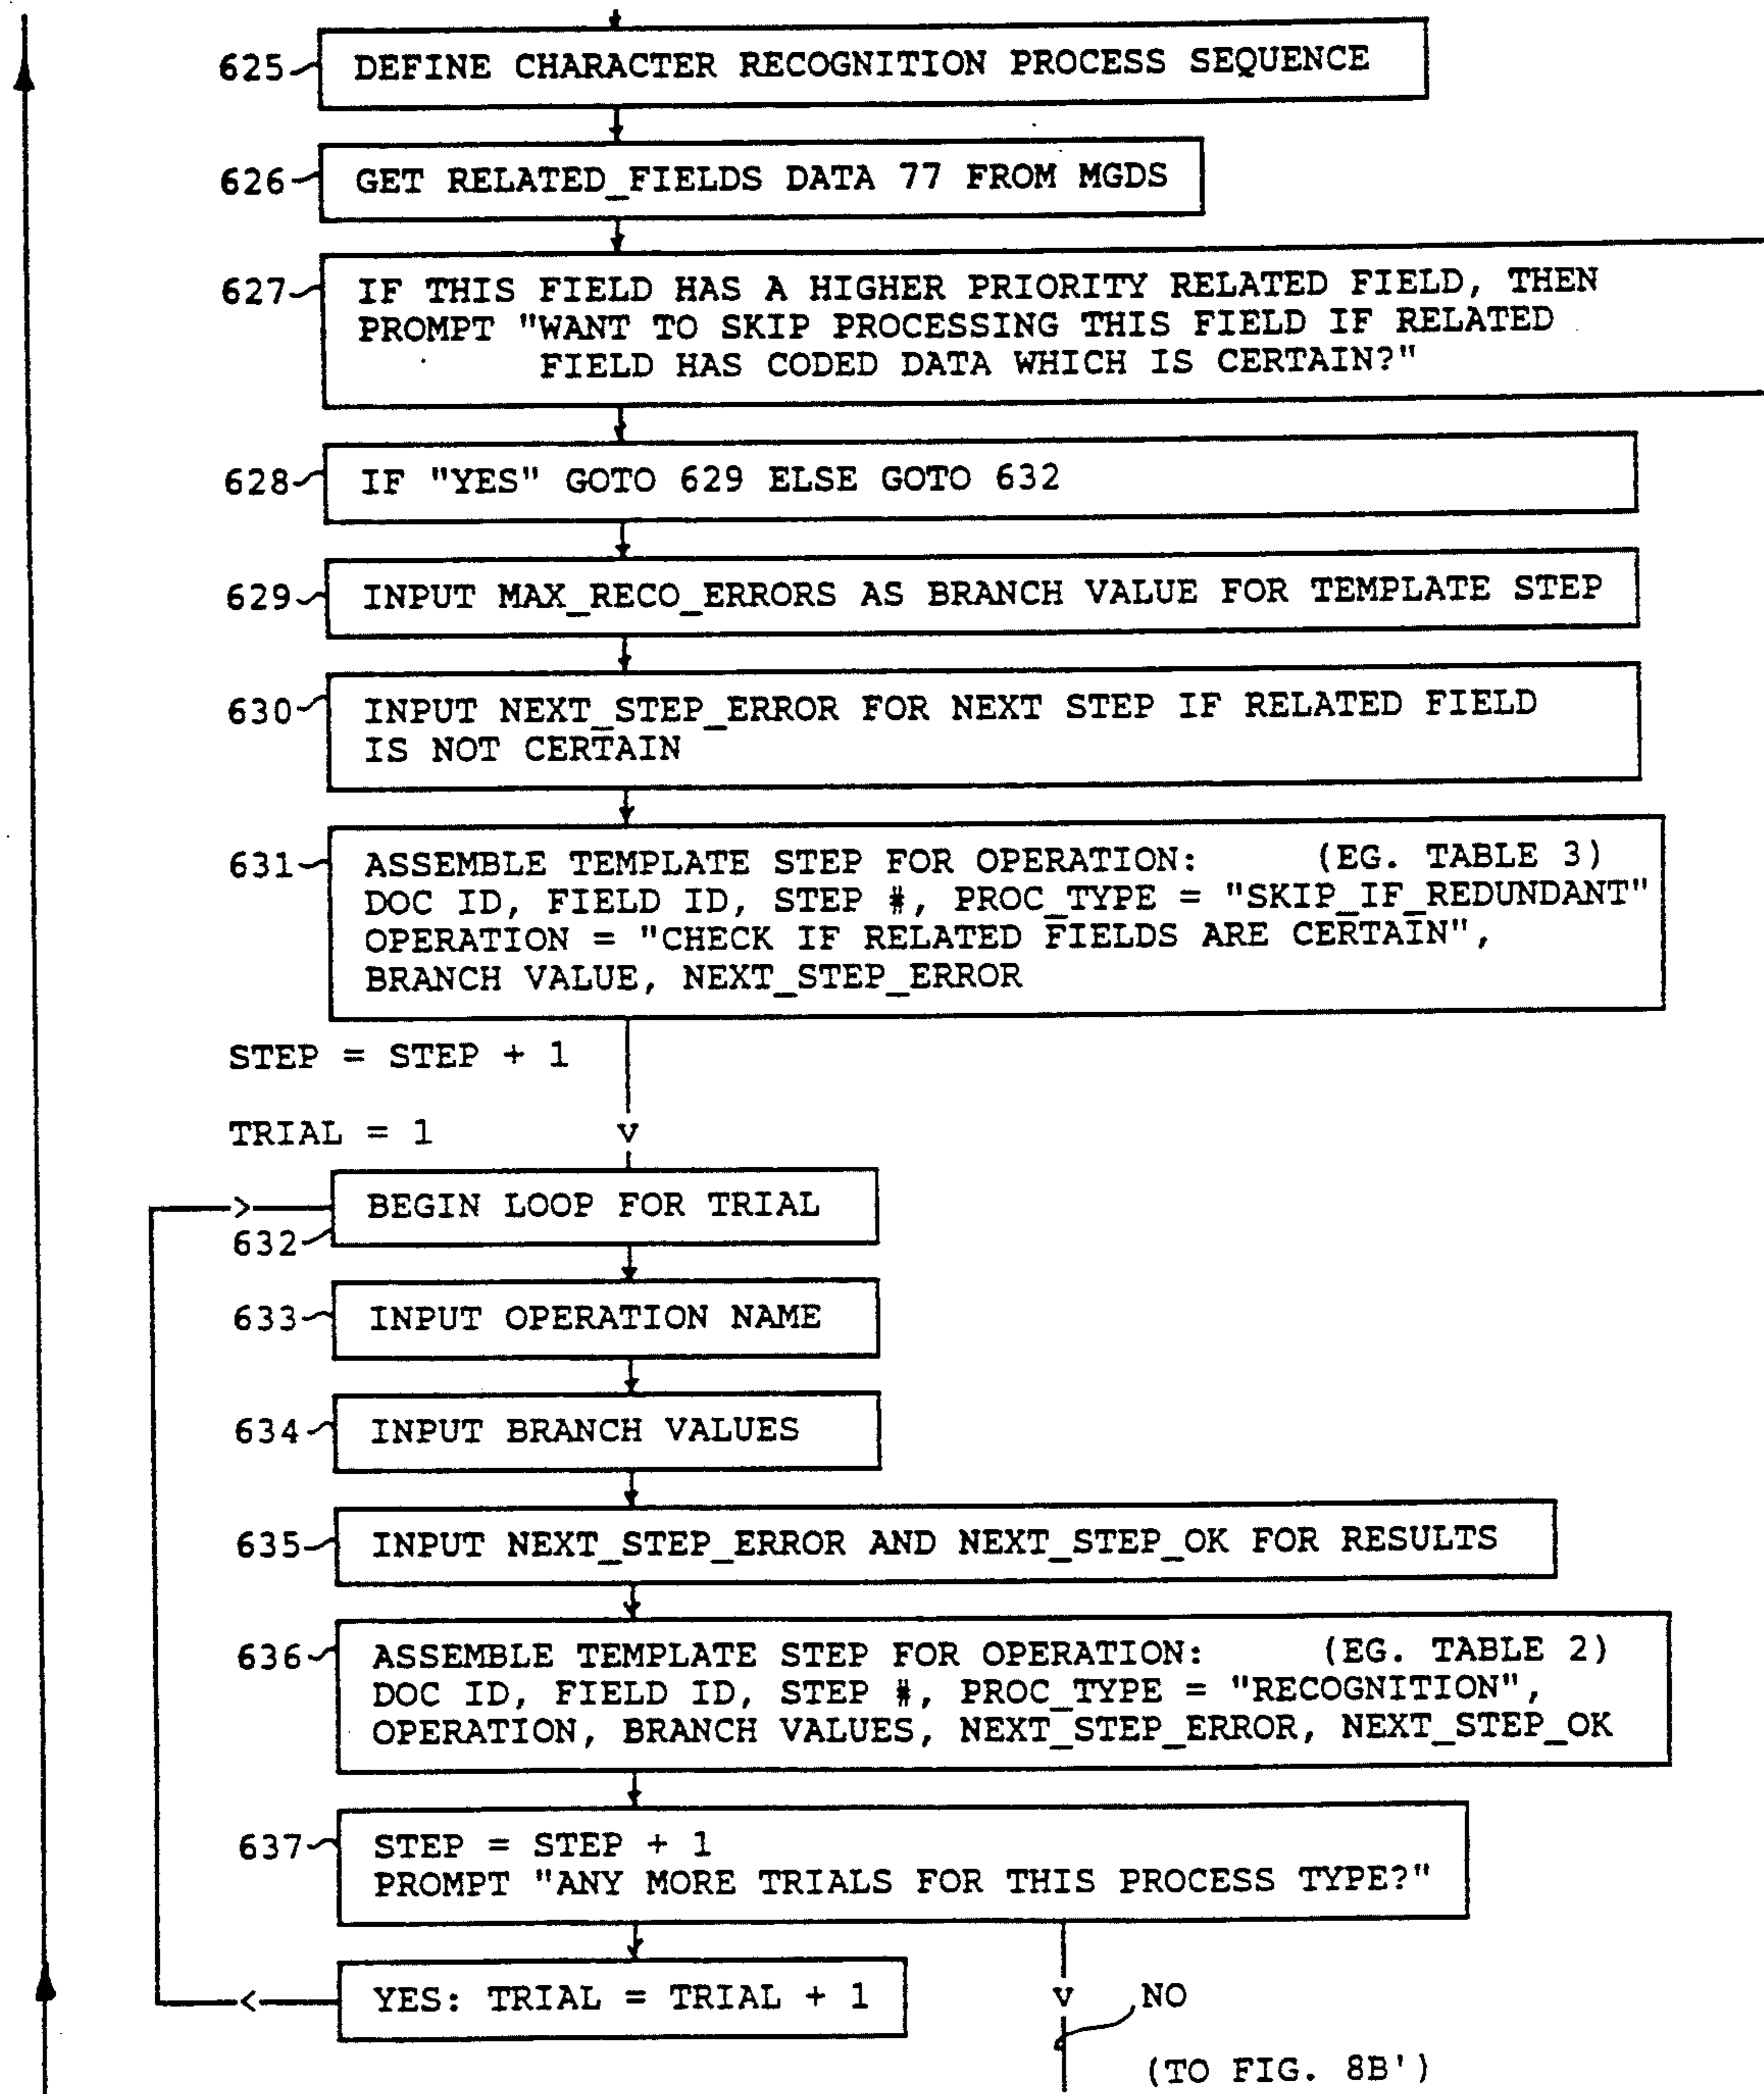 625 DEFINE CHARACTER RECOGNITION PROCESS SEQUENCE
626 GET RELATED_FIELDS DATA 77 FROM MGDS
627 IF THIS FIELD HAS A HIGHER PRIORITY RELATED FIELD, THEN
PROMPT "WANT TO SKIP PROCESSING THIS FIELD IF RELATED
FIELD HAS CODED DATA WHICH IS CERTAIN?"
628 IF "YES" GOTO 629 ELSE GOTO 632
629 INPUT MAX_RECO_ERRORS AS BRANCH VALUE FOR TEMPLATE STEP
630 INPUT NEXT_STEP_ERROR FOR NEXT STEP IF RELATED FIELD
IS NOT CERTAIN
631 ASSEMBLE TEMPLATE STEP FOR OPERATION: (EG. TABLE 3)
DOC ID, FIELD ID, STEP #, PROC_TYPE = "SKIP_IF_REDUNDANT"
OPERATION = "CHECK IF RELATED FIELDS ARE CERTAIN",
BRANCH VALUE, NEXT_STEP_ERROR
STEP = STEP + 1
TRIAL = 1
BEGIN LOOP FOR TRIAL
632
633 INPUT OPERATION NAME
634 INPUT BRANCH VALUES
635 INPUT NEXT_STEP_ERROR AND NEXT_STEP_OK FOR RESULTS
636 ASSEMBLE TEMPLATE STEP FOR OPERATION: (EG. TABLE 2)
DOC ID, FIELD ID, STEP #, PROC_TYPE = "RECOGNITION",
OPERATION, BRANCH VALUES, NEXT_STEP_ERROR, NEXT_STEP_OK
637 STEP = STEP + 1
PROMPT "ANY MORE TRIALS FOR THIS PROCESS TYPE?"
YES: TRIAL = TRIAL + 1
NO
(TO FIG. 8B')